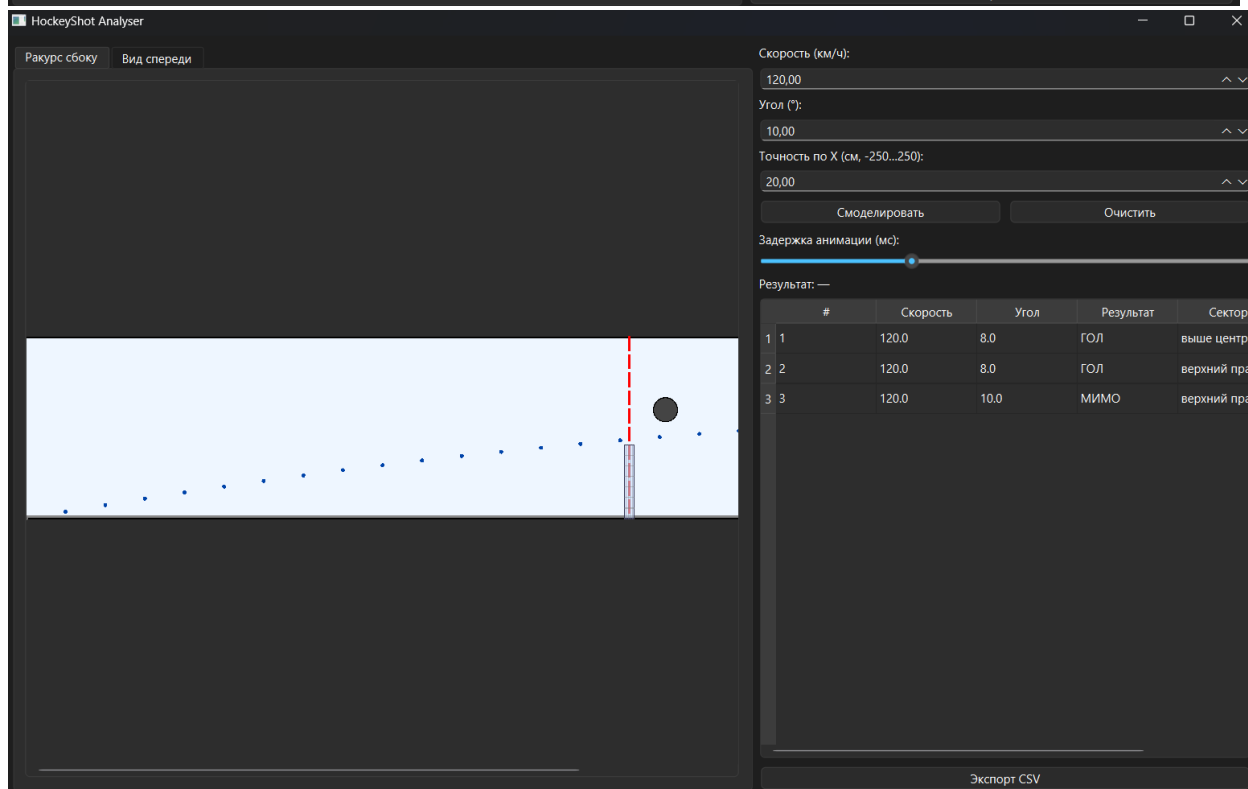 HockeyShot Analyser
Ракурс сбоку
Вид спереди
Скорость (км/ч):
120,00
Угол (°):
10,00
Точность по X (см, -250...250):
20,00
Смоделировать
Очистить
Задержка анимации (мс):
Результат: —
# Скорость Угол Результат Сектор
1 1 120.0 8.0 ГОЛ выше центр
2 2 120.0 8.0 ГОЛ верхний пра
3 3 120.0 10.0 МИМО верхний пра
Экспорт CSV